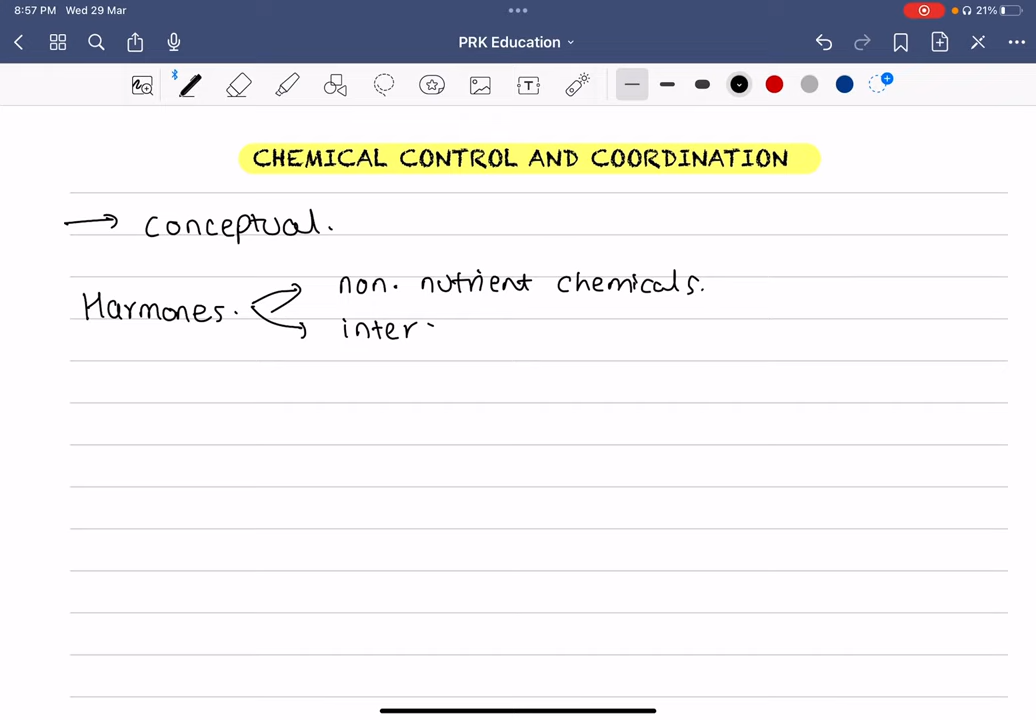 8:57 PM Wed 29 Mar
21%
PRK Education
T
CHEMICAL CONTROL AND COORDINATION
→ conceptual.
non. nutrient chemicals.
Harmones.
inter -